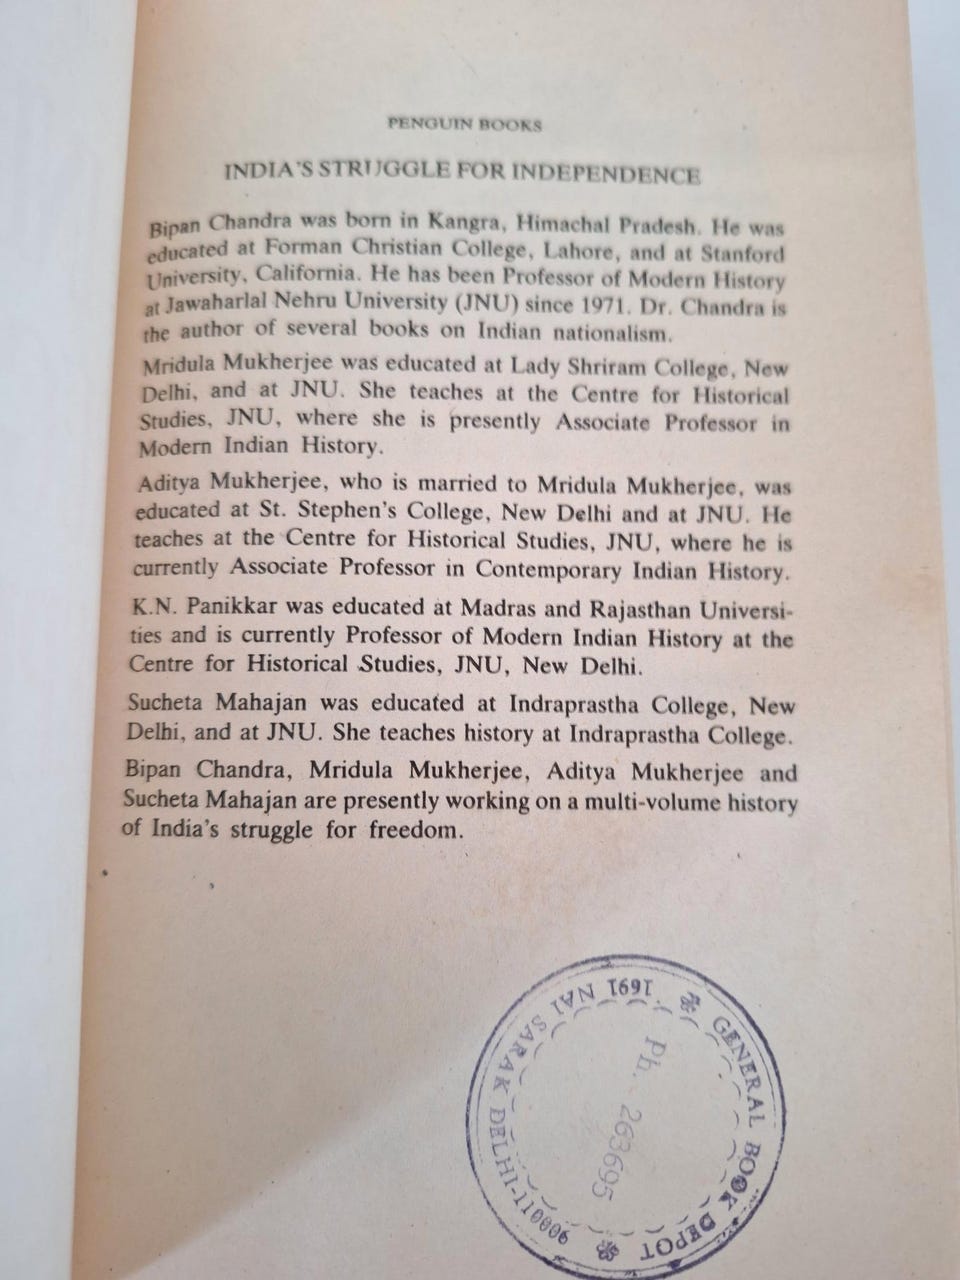 PENGUIN BOOKS
INDIA'S STRUGGLE FOR INDEPENDENCE
Bipan Chandra was born in Kangra, Himachal Pradesh. He was
educated at Forman Christian College, Lahore, and at Stanford
University, California. He has been Professor of Modern History
at Jawaharlal Nehru University (JNU) since 1971. Dr. Chandra is
the author of several books on Indian nationalism.
Mridula Mukherjee was educated at Lady Shriram College, New
Delhi, and at JNU. She teaches at the Centre for Historical
Studies, JNU, where she is presently Associate Professor in
Modern Indian History.
Aditya Mukherjee, who is married to Mridula Mukherjee, was
educated at St. Stephen's College, New Delhi and at JNU. He
teaches at the Centre for Historical Studies, JNU, where he is
currently Associate Professor in Contemporary Indian History.
K.N. Panikkar was educated at Madras and Rajasthan Universi-
ties and is currently Professor of Modern Indian History at the
Centre for Historical Studies, JNU, New Delhi.
Sucheta Mahajan was educated at Indraprastha College, New
Delhi, and at JNU. She teaches history at Indraprastha College.
Bipan Chandra, Mridula Mukherjee, Aditya Mukherjee and
Sucheta Mahajan are presently working on a multi-volume history
of India's struggle for freedom.
GENERAL BOOK DEPOT
1691, NAI SARAK DELHI-110006
Ph. 263695